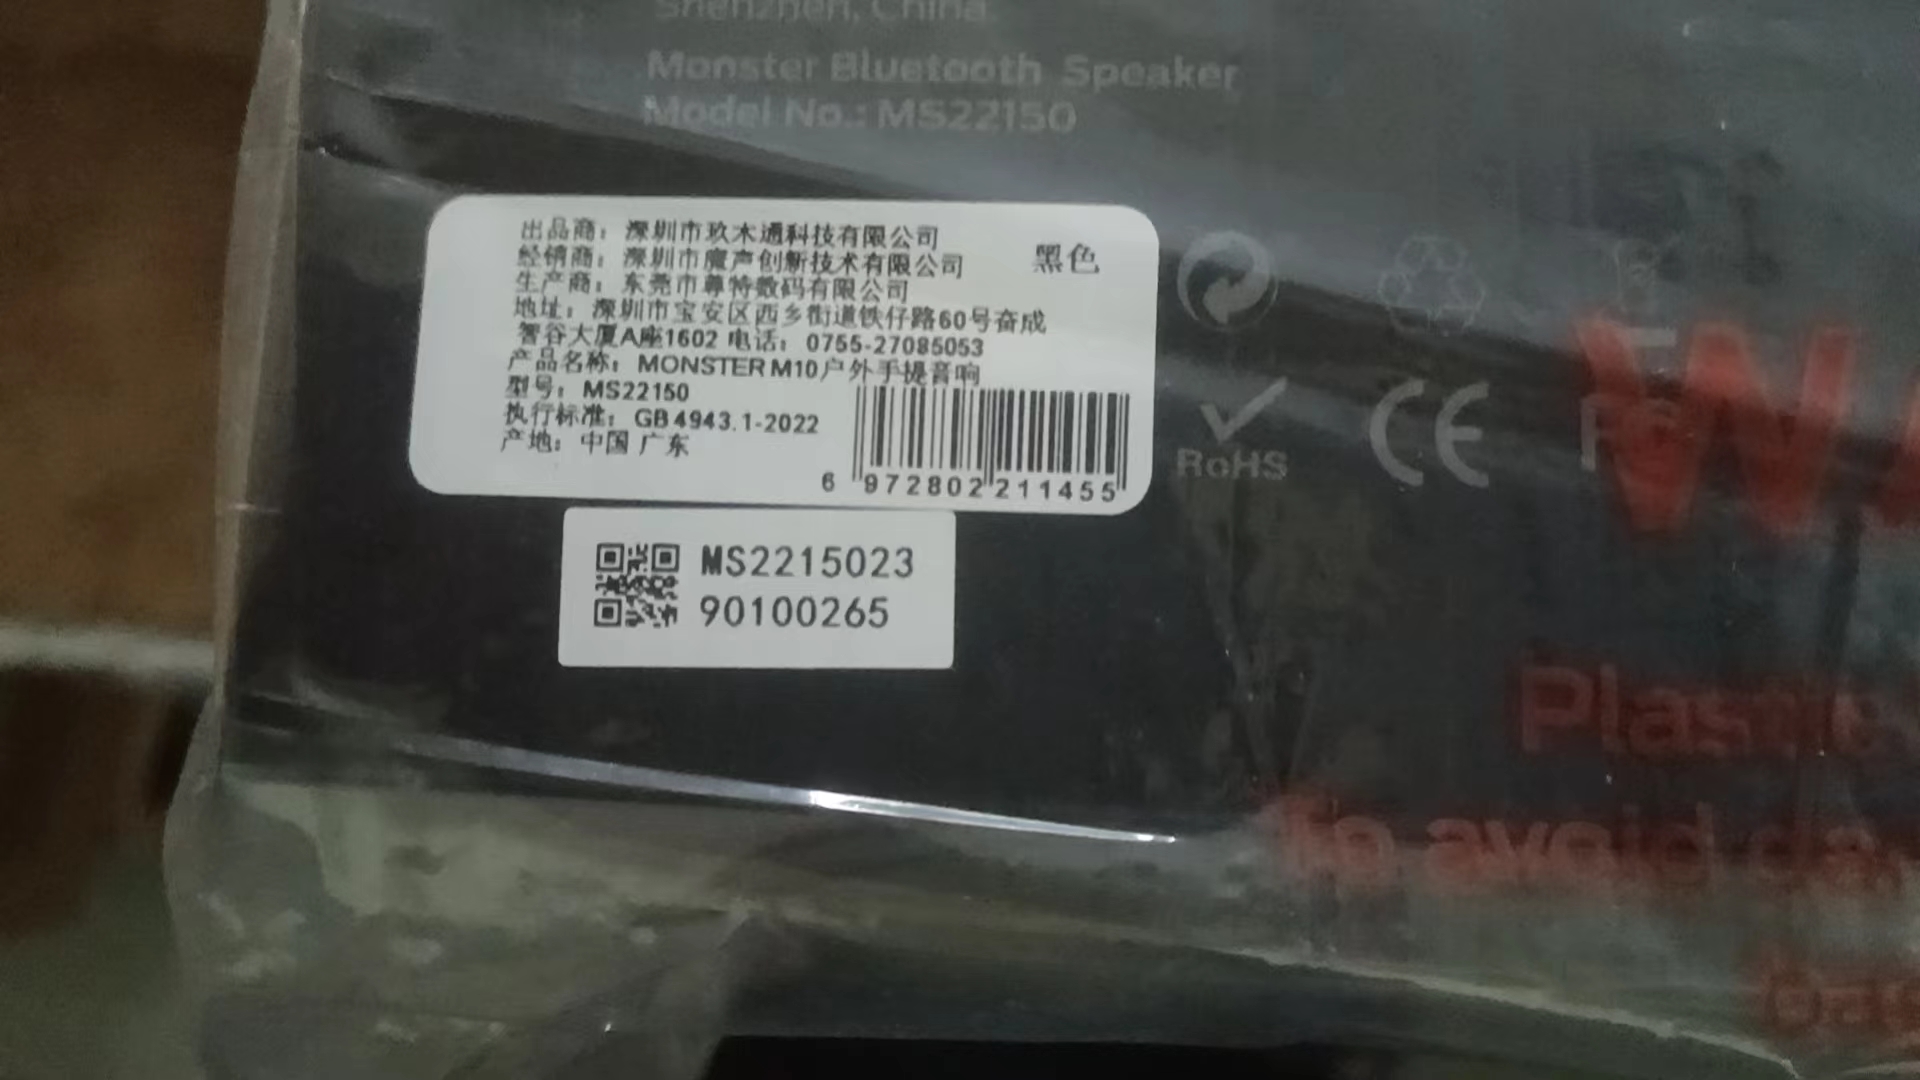 Shenzhen, China
Monster Bluetooth Speaker
Model No.: MS22150
出品商：深圳市玖木通科技有限公司
经销商：深圳市魔声创新技术有限公司
黑色
生产商：东莞市尊特数码有限公司
地址：深圳市宝安区西乡街道铁仔路60号奋成
智谷大厦A座1602 电话：0755-27085053
产品名称：MONSTER M10户外手提音响
型号：MS22150
执行标准：GB 4943.1-2022
产地：中国 广东
6 972802 211455
RoHS
CE
MS2215023
90100265
Plastic
To avoid